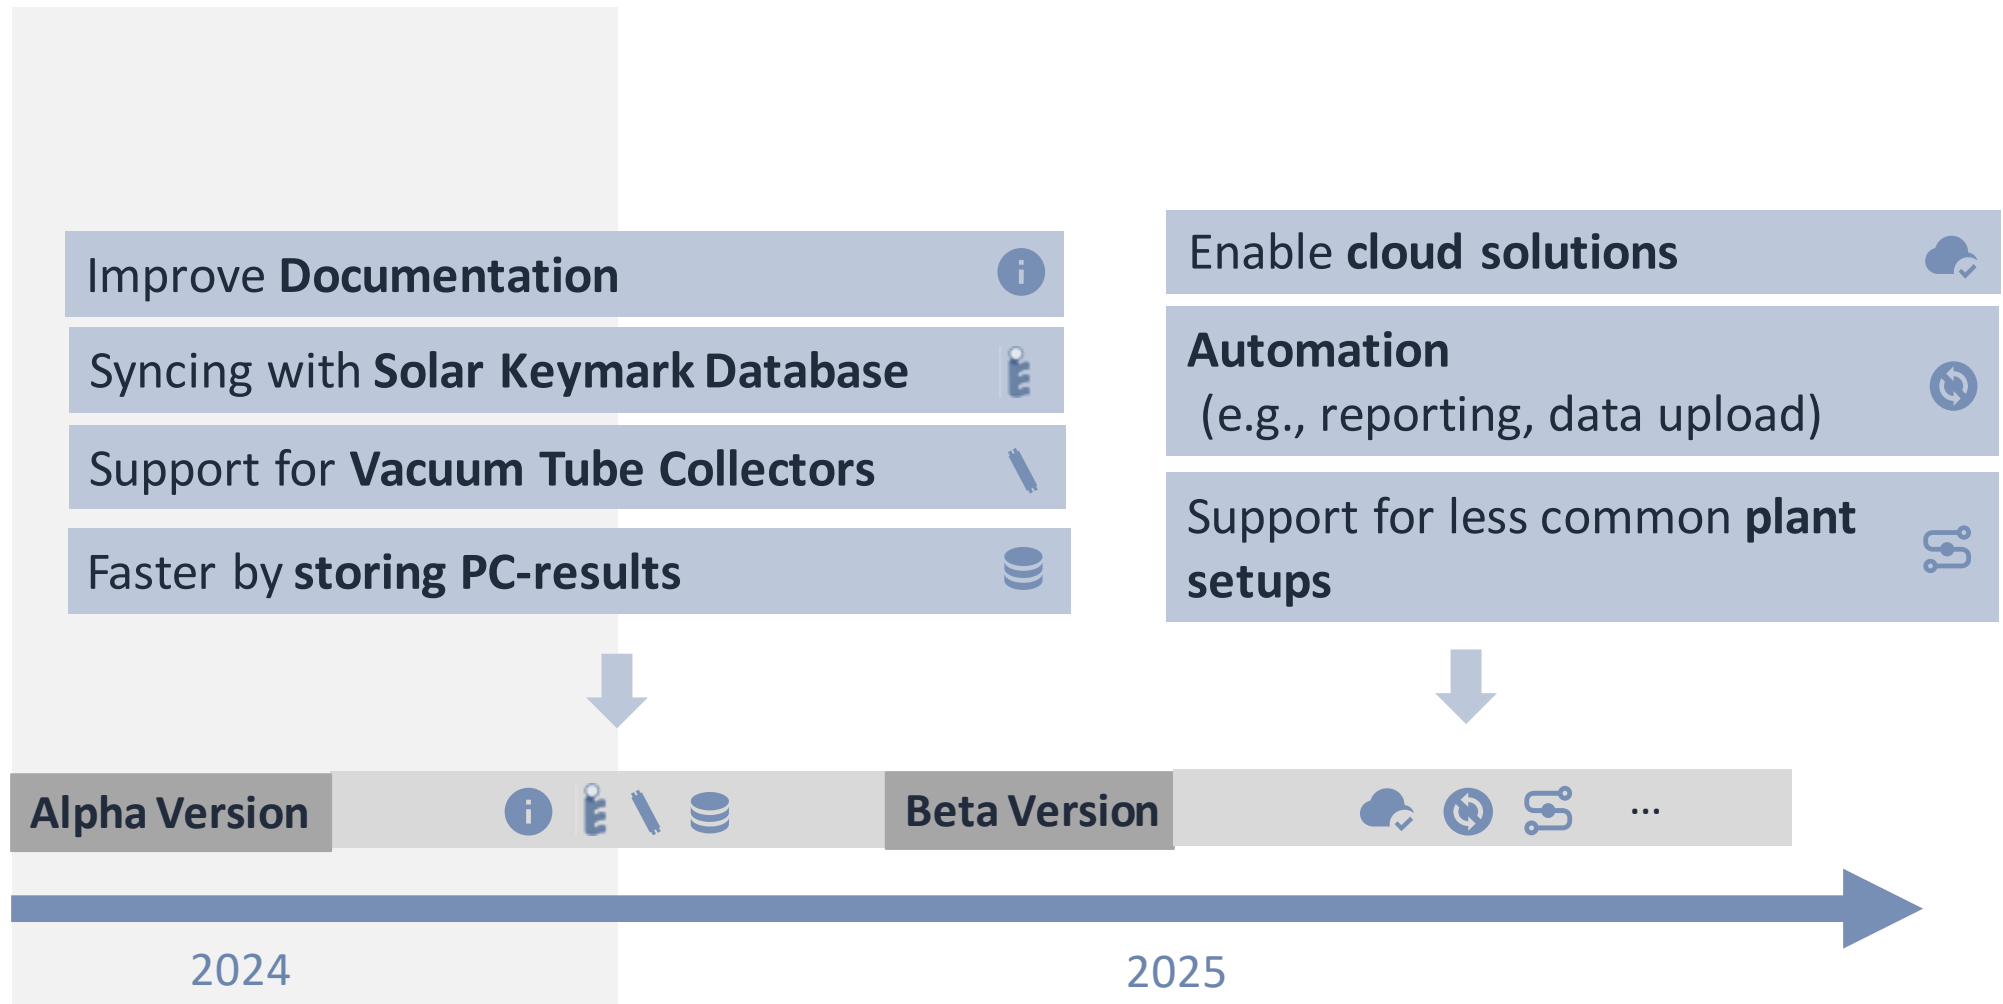 Improve Documentation
Syncing with Solar Keymark Database
Support for Vacuum Tube Collectors
Faster by storing PC-results
Enable cloud solutions
Automation
(e.g., reporting, data upload)
Support for less common plant
setups
Alpha Version
Beta Version
...
2024
2025